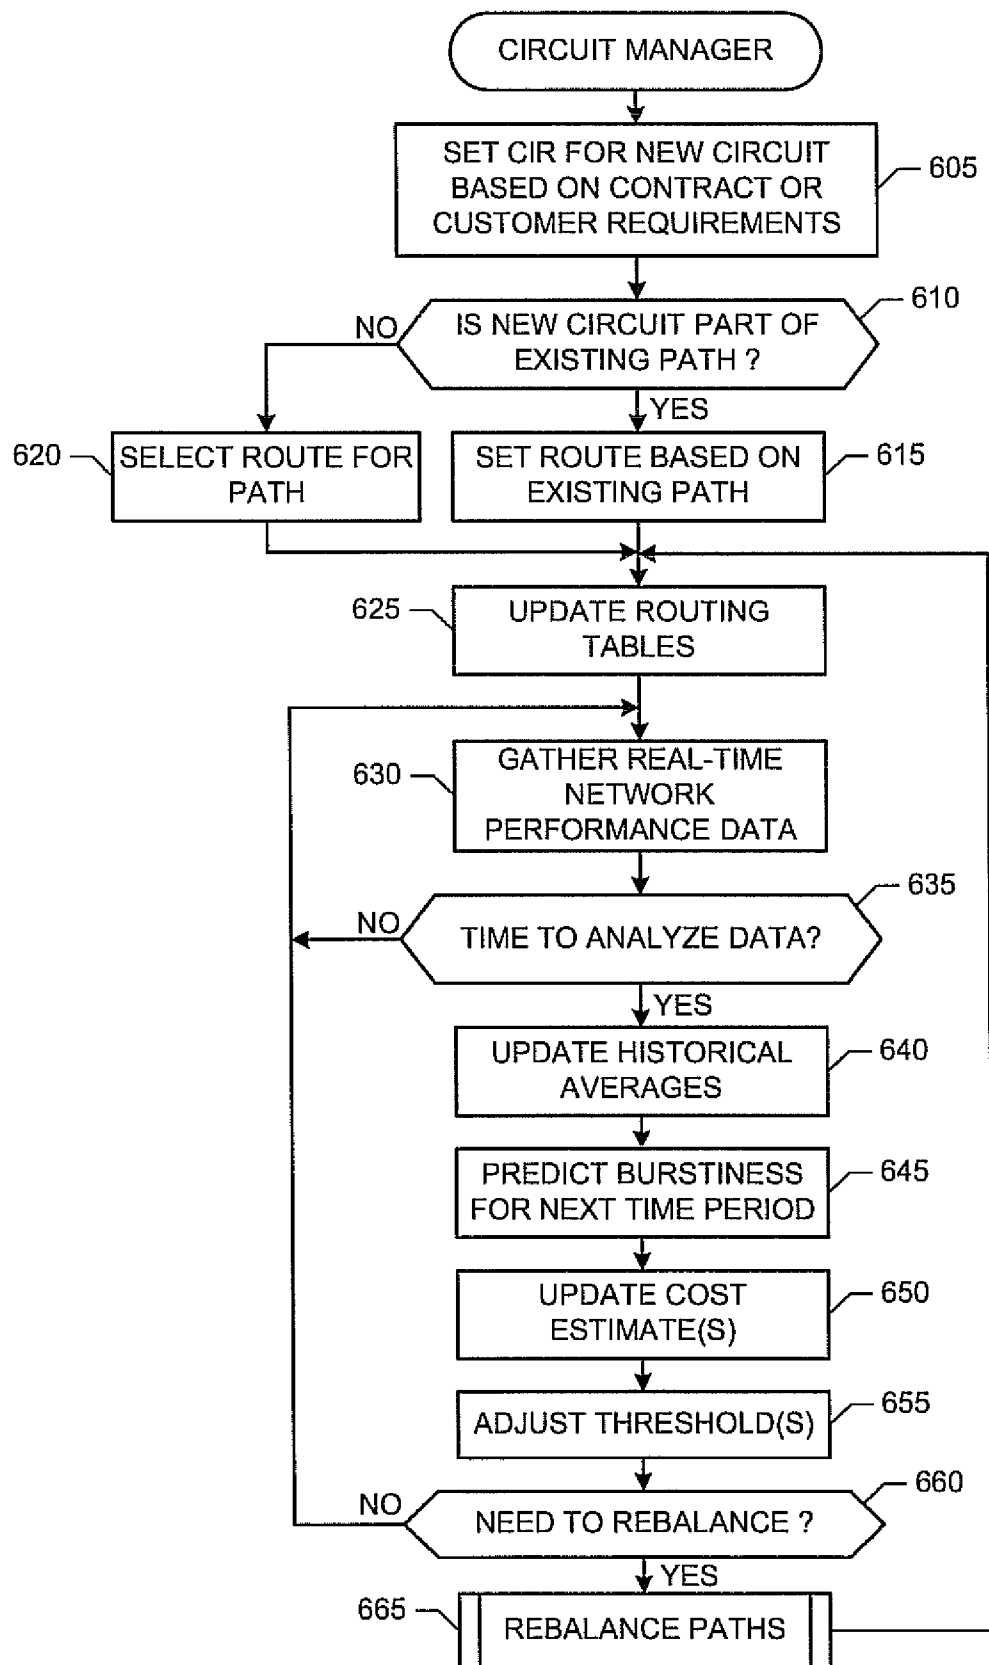 CIRCUIT MANAGER
SET CIR FOR NEW CIRCUIT
BASED ON CONTRACT OR
CUSTOMER REQUIREMENTS
605
IS NEW CIRCUIT PART OF
EXISTING PATH ?
610
NO
YES
620
SELECT ROUTE FOR
PATH
SET ROUTE BASED ON
EXISTING PATH
615
625
UPDATE ROUTING
TABLES
630
GATHER REAL-TIME
NETWORK
PERFORMANCE DATA
635
NO
TIME TO ANALYZE DATA?
YES
UPDATE HISTORICAL
AVERAGES
640
PREDICT BURSTINESS
FOR NEXT TIME PERIOD
645
UPDATE COST
ESTIMATE(S)
650
ADJUST THRESHOLD(S)
655
660
NO
NEED TO REBALANCE ?
YES
665
REBALANCE PATHS